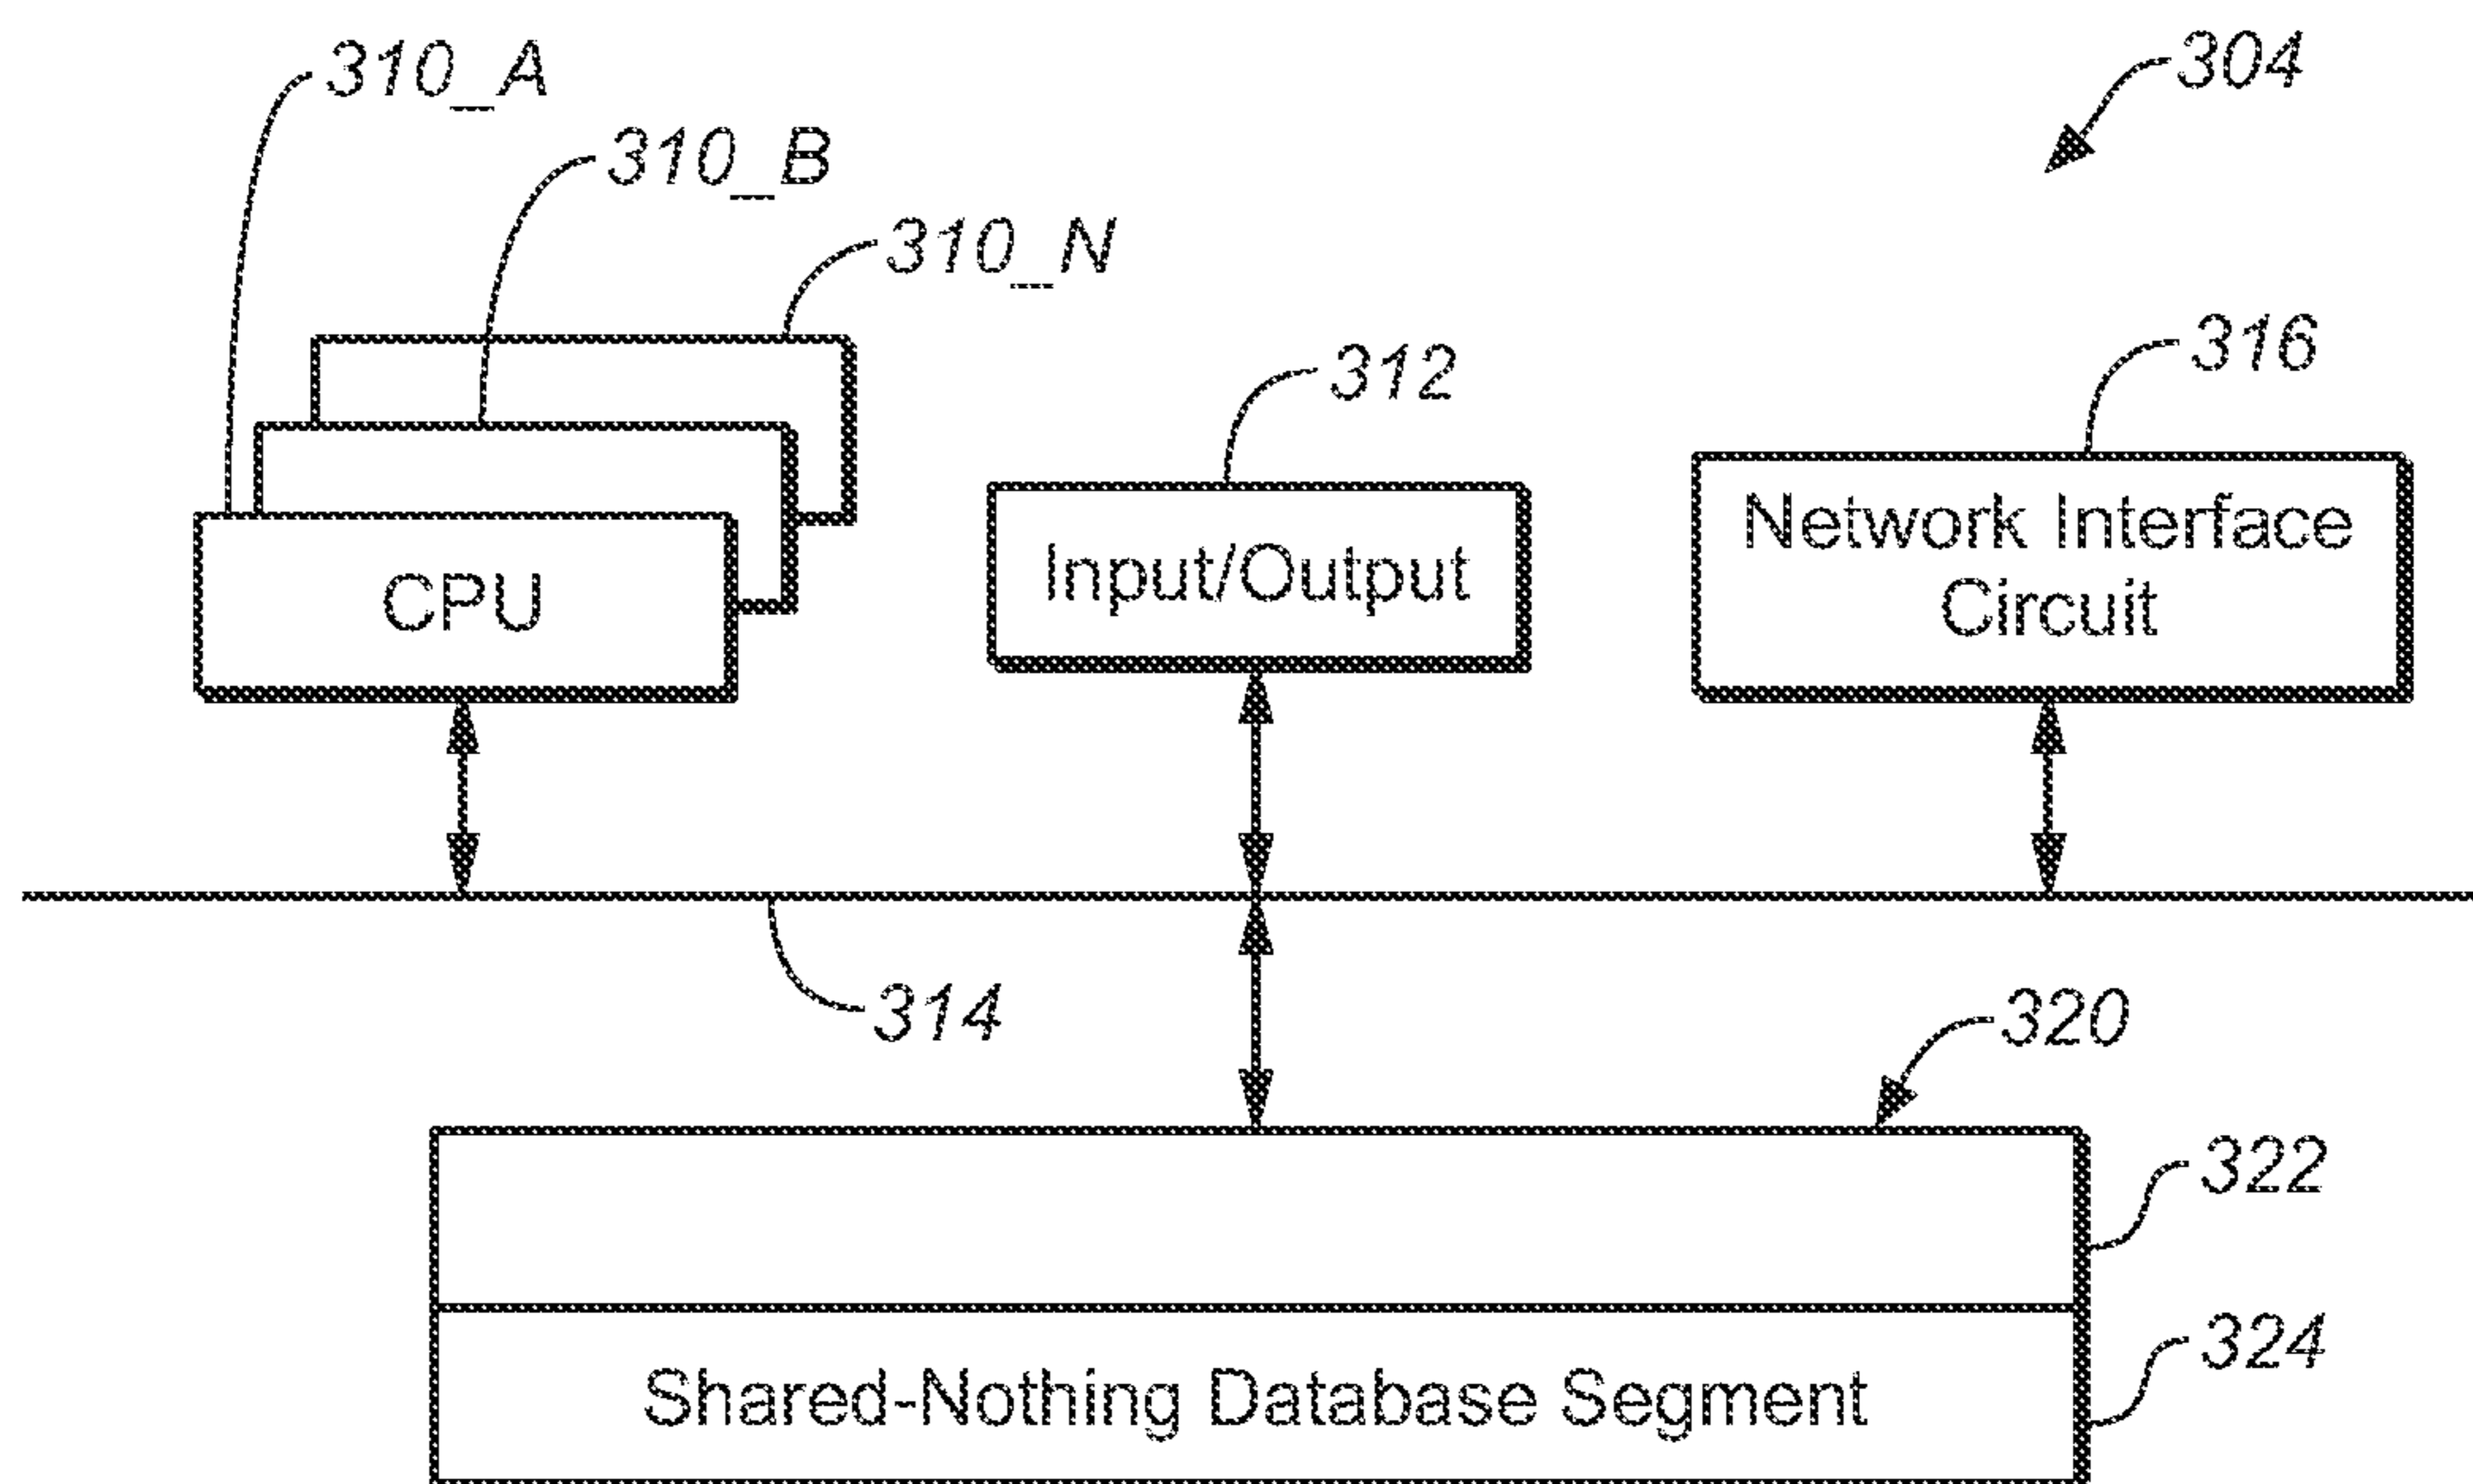 310_A
304
310_B
310_N
316
312
Network Interface
Circuit
Input/Output
CPU
314
320
322
324
Shared-Nothing Database Segment